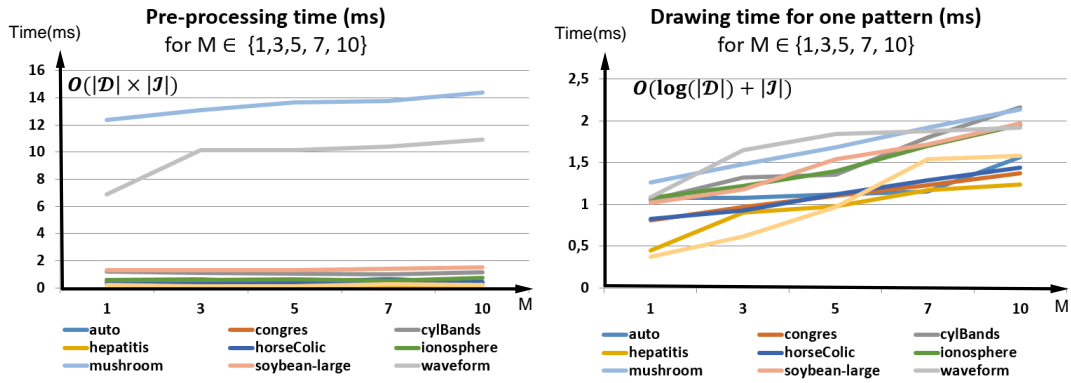 Pre-processing time (ms)
for M ∈ {1,3,5, 7, 10}
Time(ms)
O(|𝒟| × |ℐ|)
16
14
12
10
8
6
4
2
0
1 3 5 7 10 M
auto congres cylBands
hepatitis horseColic ionosphere
mushroom soybean-large waveform
Drawing time for one pattern (ms)
for M ∈ {1,3,5, 7, 10}
Time(ms)
O(log(|𝒟|) + |ℐ|)
2,5
2
1,5
1
0,5
0
1 3 5 7 10 M
auto congres cylBands
hepatitis horseColic ionosphere
mushroom soybean-large waveform